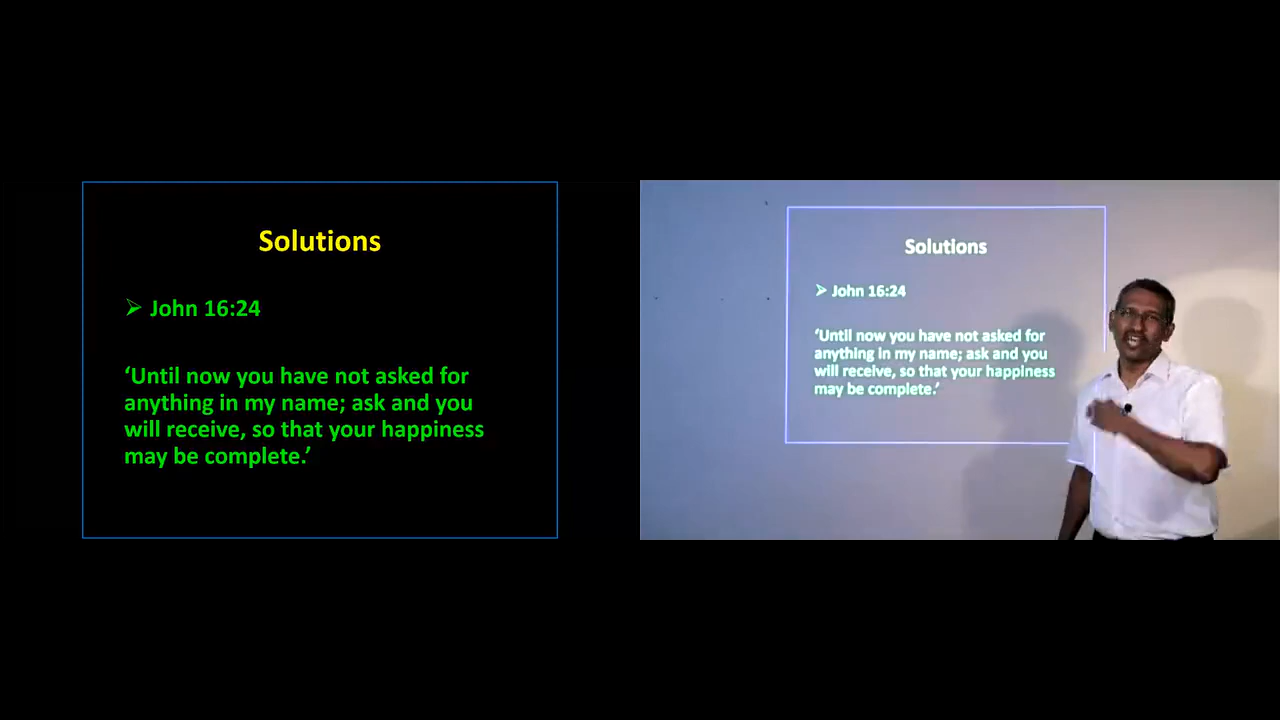 Solutions
➢ John 16:24
‘Until now you have not asked for
anything in my name; ask and you
will receive, so that your happiness
may be complete.’
Solutions
➢ John 16:24
‘Until now you have not asked for
anything in my name; ask and you
will receive, so that your happiness
may be complete.’